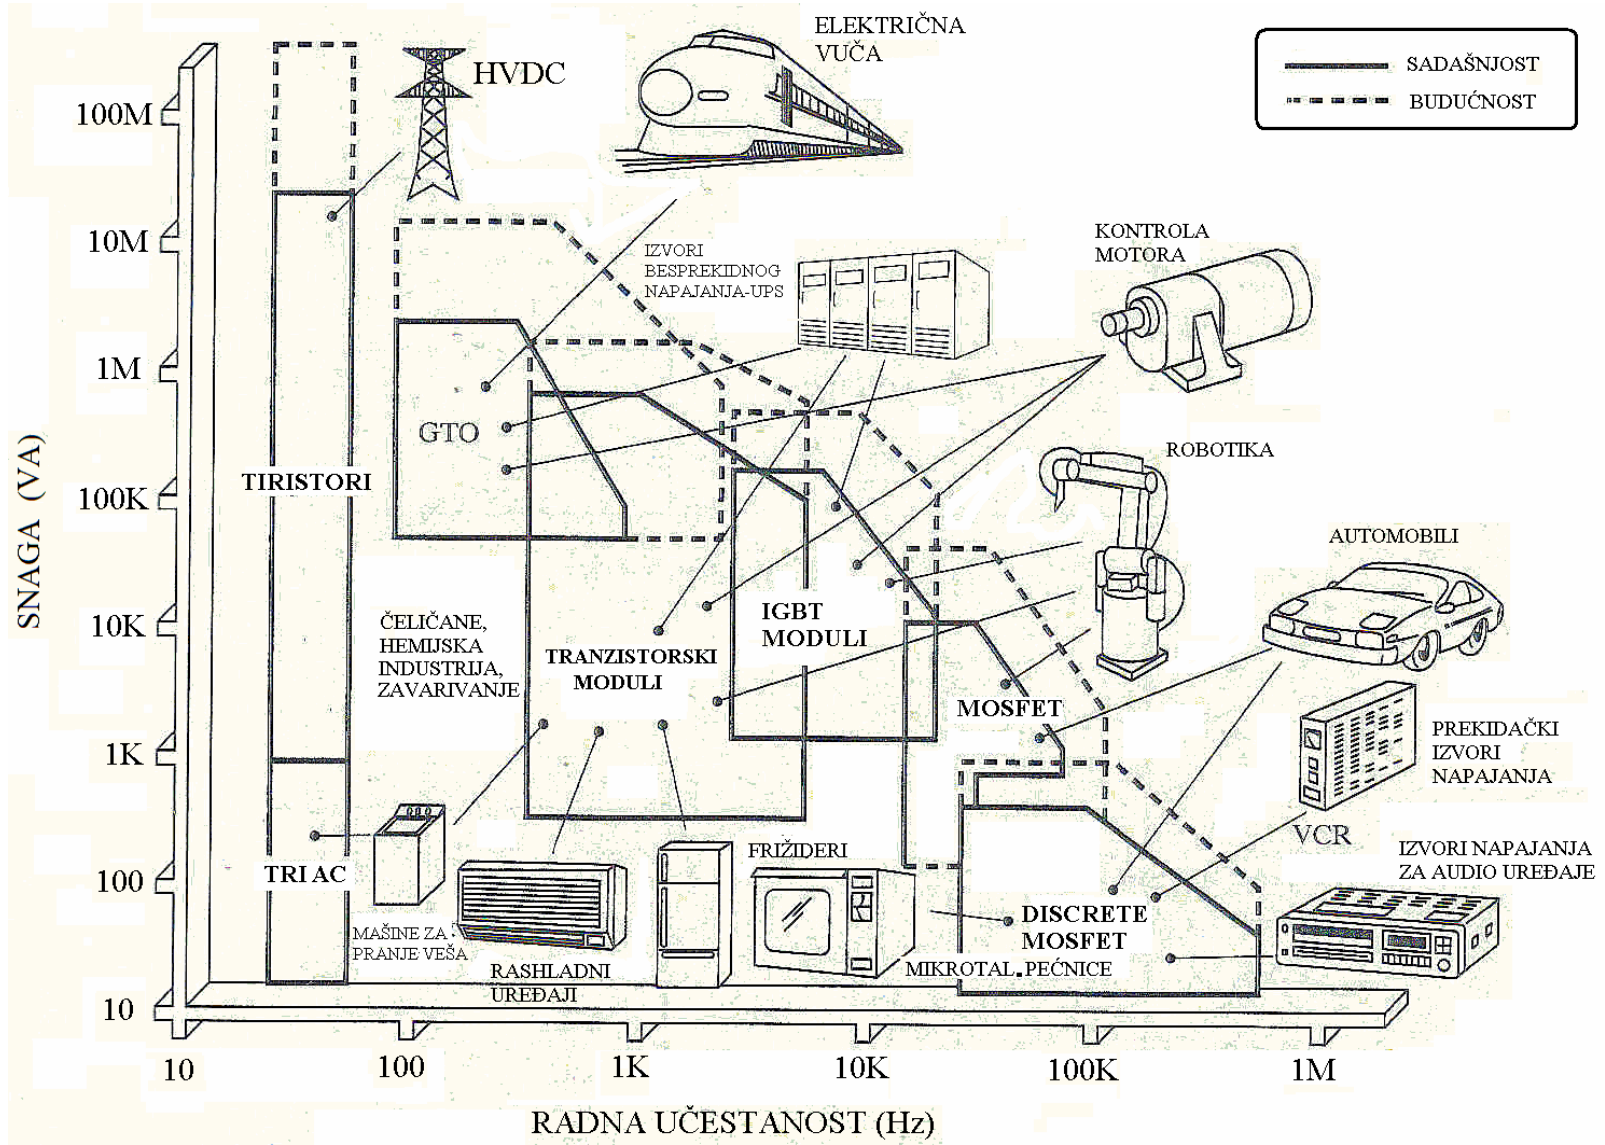 ELEKTRIČNA
VUČA
HVDC
SADAŠNJOST
BUDUĆNOST
100M
10M
1M
100K
10K
1K
100
10
SNAGA (VA)
IZVORI
BESPREKIDNOG
NAPAJANJA-UPS
KONTROLA
MOTORA
GTO
TIRISTORI
ROBOTIKA
AUTOMOBILI
ČELIČANE,
HEMIJSKA
INDUSTRIJA,
ZAVARIVANJE
TRANZISTORSKI
MODULI
IGBT
MODULI
MOSFET
PREKIDAČKI
IZVORI
NAPAJANJA
VCR
IZVORI NAPAJANJA
ZA AUDIO UREĐAJE
TRI AC
FRIŽIDERI
DISCRETE
MOSFET
MAŠINE ZA
PRANJE VEŠA
RASHLADNI
UREĐAJI
MIKROTAL.PEĆNICE
10
100
1K
10K
100K
1M
RADNA UČESTANOST (Hz)